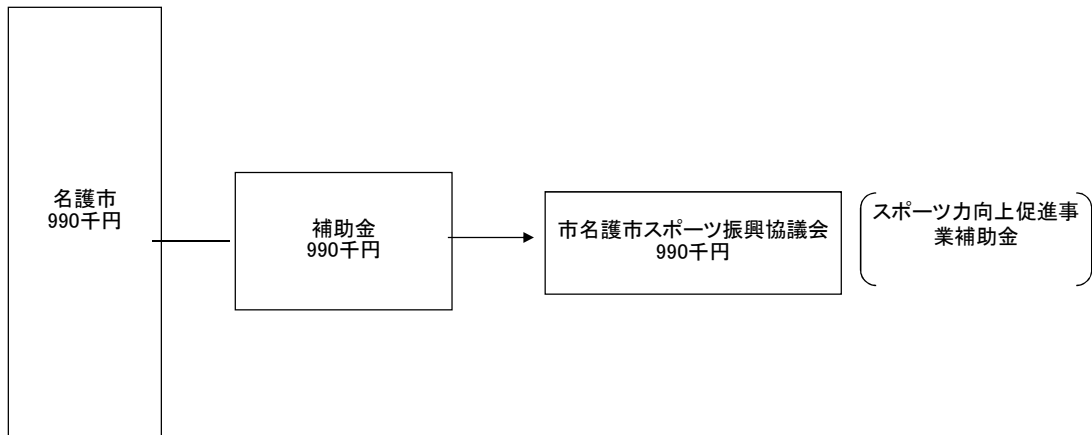 名護市
990千円
補助金
990千円
市名護市スポーツ振興協議会
990千円
スポーツ力向上促進事
業補助金